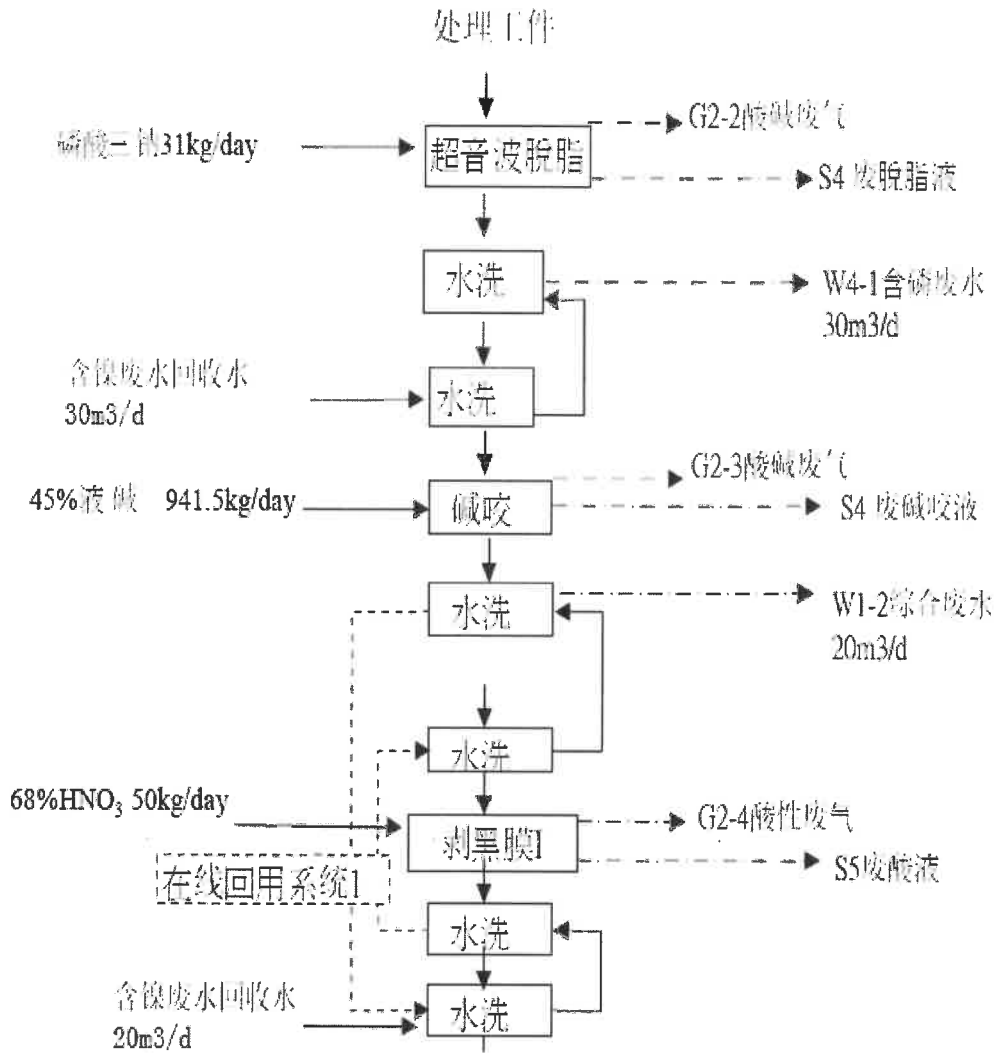 处理工件
G2-2酸碱废气
磷酸三钠31kg/day
超音波脱脂
S4 废脱脂液
水洗
W4-1含磷废水
30m3/d
含镍废水回收水
30m3/d
水洗
G2-3酸碱废气
45%液碱 941.5kg/day
碱咬
S4 废碱咬液
水洗
W1-2综合废水
20m3/d
水洗
68%HNO₃ 50kg/day
G2-4酸性废气
剥黑膜1
S5废酸液
在线回用系统1
水洗
含镍废水回收水
20m3/d
水洗